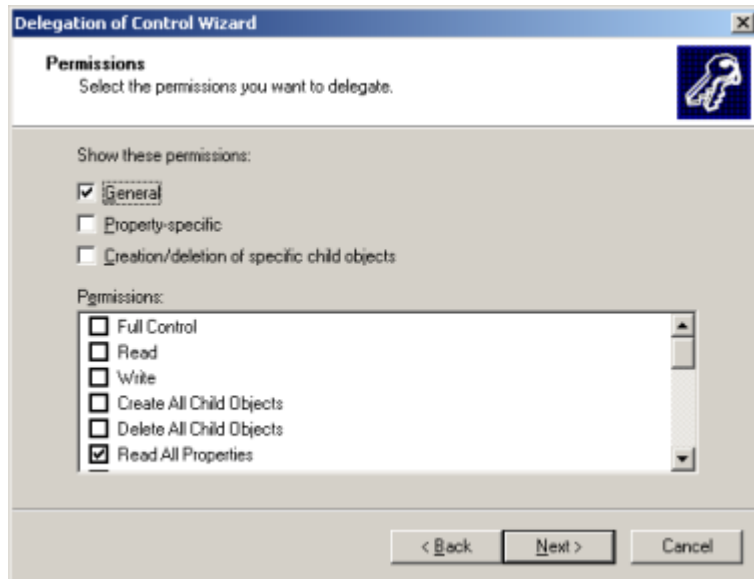 Delegation of Control Wizard
Permissions
Select the permissions you want to delegate.
Show these permissions:
General
Property-specific
Creation/deletion of specific child objects
Permissions:
Full Control
Read
Write
Create All Child Objects
Delete All Child Objects
Read All Properties
< Back
Next >
Cancel